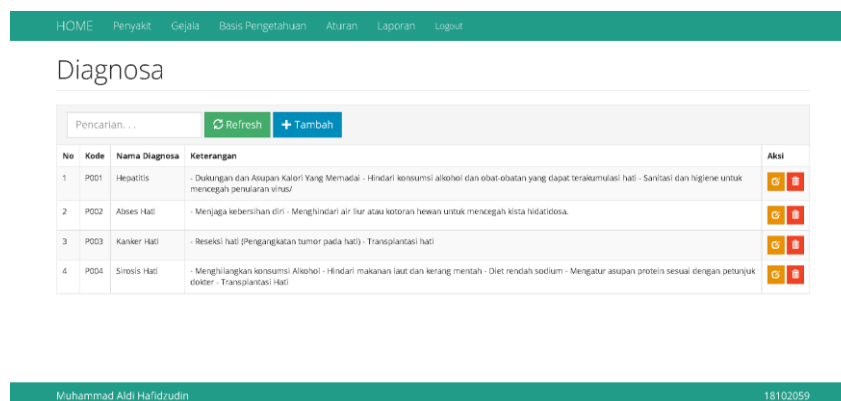 HOME Penyakit Gejala Basis Pengetahuan Aturan Laporan Logout
Diagnosa
Pencarian. . . Refresh + Tambah
No Kode Nama Diagnosa Keterangan Aksi
1 P001 Hepatitis - Dukungan dan Asupan Kalori Yang Memadai - Hindari konsumsi alkohol dan obat-obatan yang dapat terakumulasi hati - Sanitasi dan higiene untuk
mencegah penularan virus/
2 P002 Abses Hati - Menjaga kebersihan diri - Menghindari air liur atau kotoran hewan untuk mencegah kista hidatidosa.
3 P003 Kanker Hati - Reseksi hati (Pengangkatan tumor pada hati) - Transplantasi hati
4 P004 Sirosis Hati - Menghilangkan konsumsi Alkohol - Hindari makanan laut dan kerang mentah - Diet rendah sodium - Mengatur asupan protein sesuai dengan petunjuk
dokter - Transplantasi Hati
Muhammad Aldi Hafidzudin 18102059